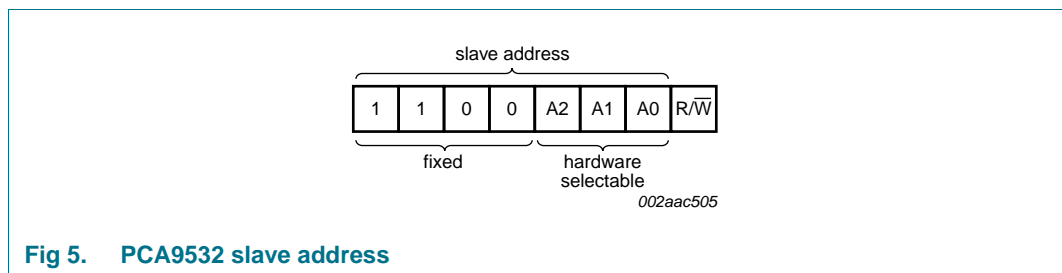 slave address
1 1 0 0 A2 A1 A0 R/W̅
fixed hardware
selectable
002aac505
Fig 5. PCA9532 slave address